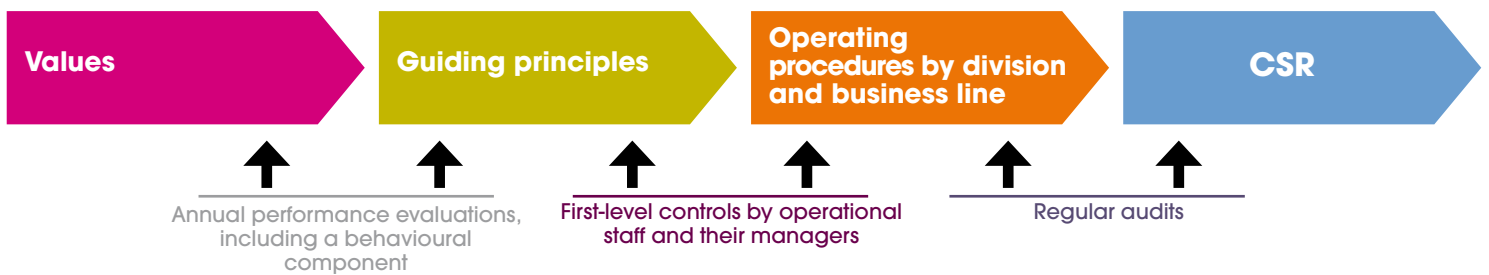 Values
Guiding principles
Operating
procedures by division
and business line
CSR
Annual performance evaluations,
including a behavioural
component
First-level controls by operational
staff and their managers
Regular audits